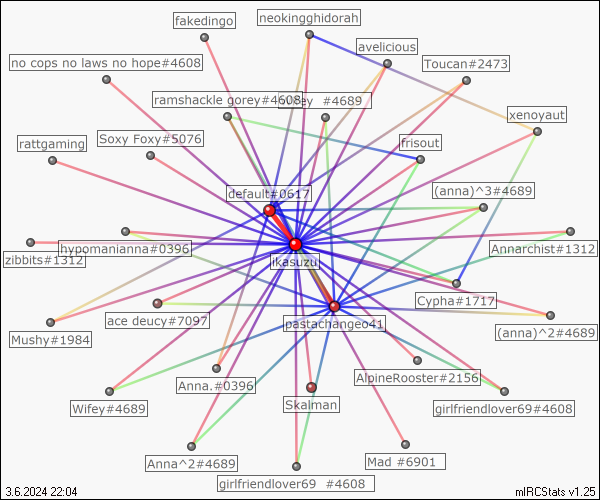 fakedingo
neokingghidorah
avelicious
no cops no laws no hope#4608
Toucan#2473
ramshackle gorey#4608
#4689
xenoyaut
rattgaming
Soxy Foxy#5076
frisout
default#0617
(anna)^3#4689
hypomanianna#0396
zibbits#1312
ikasuzu
Annarchist#1312
Cypha#1717
ace deucy#7097
pastachangeo41
(anna)^2#4689
Mushy#1984
Anna.#0396
AlpineRooster#2156
Skalman
Wifey#4689
girlfriendlover69#4608
Anna^2#4689
Mad #6901
girlfriendlover69 #4608
3.6.2024 22:04
mIRCStats v1.25